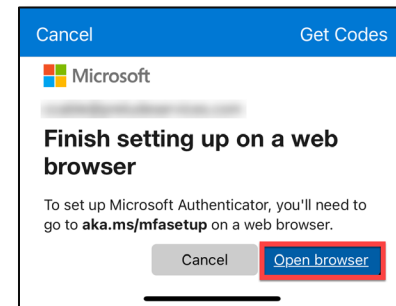 Cancel Get Codes
Microsoft
Finish setting up on a web
browser
To set up Microsoft Authenticator, you'll need to
go to aka.ms/mfasetup on a web browser.
Cancel Open browser